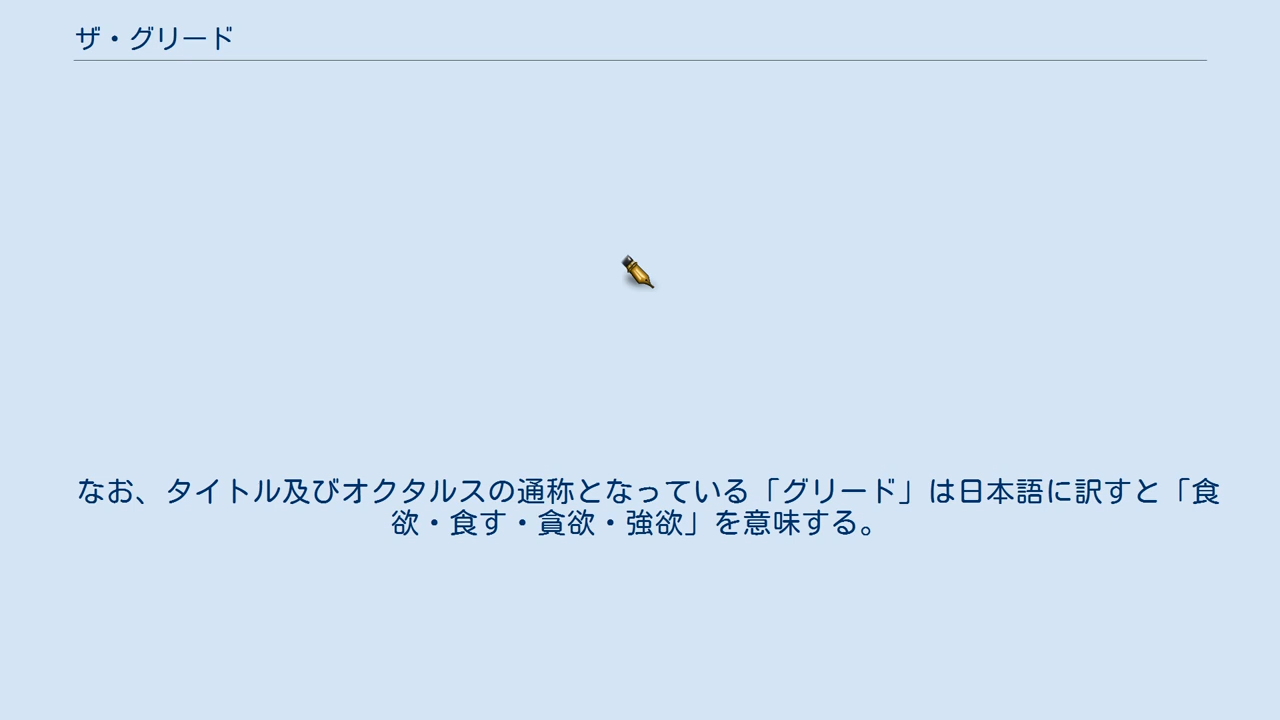 ザ・グリード
なお、タイトル及びオクタルスの通称となっている「グリード」は日本語に訳すと「食
欲・食す・貪欲・強欲」を意味する。